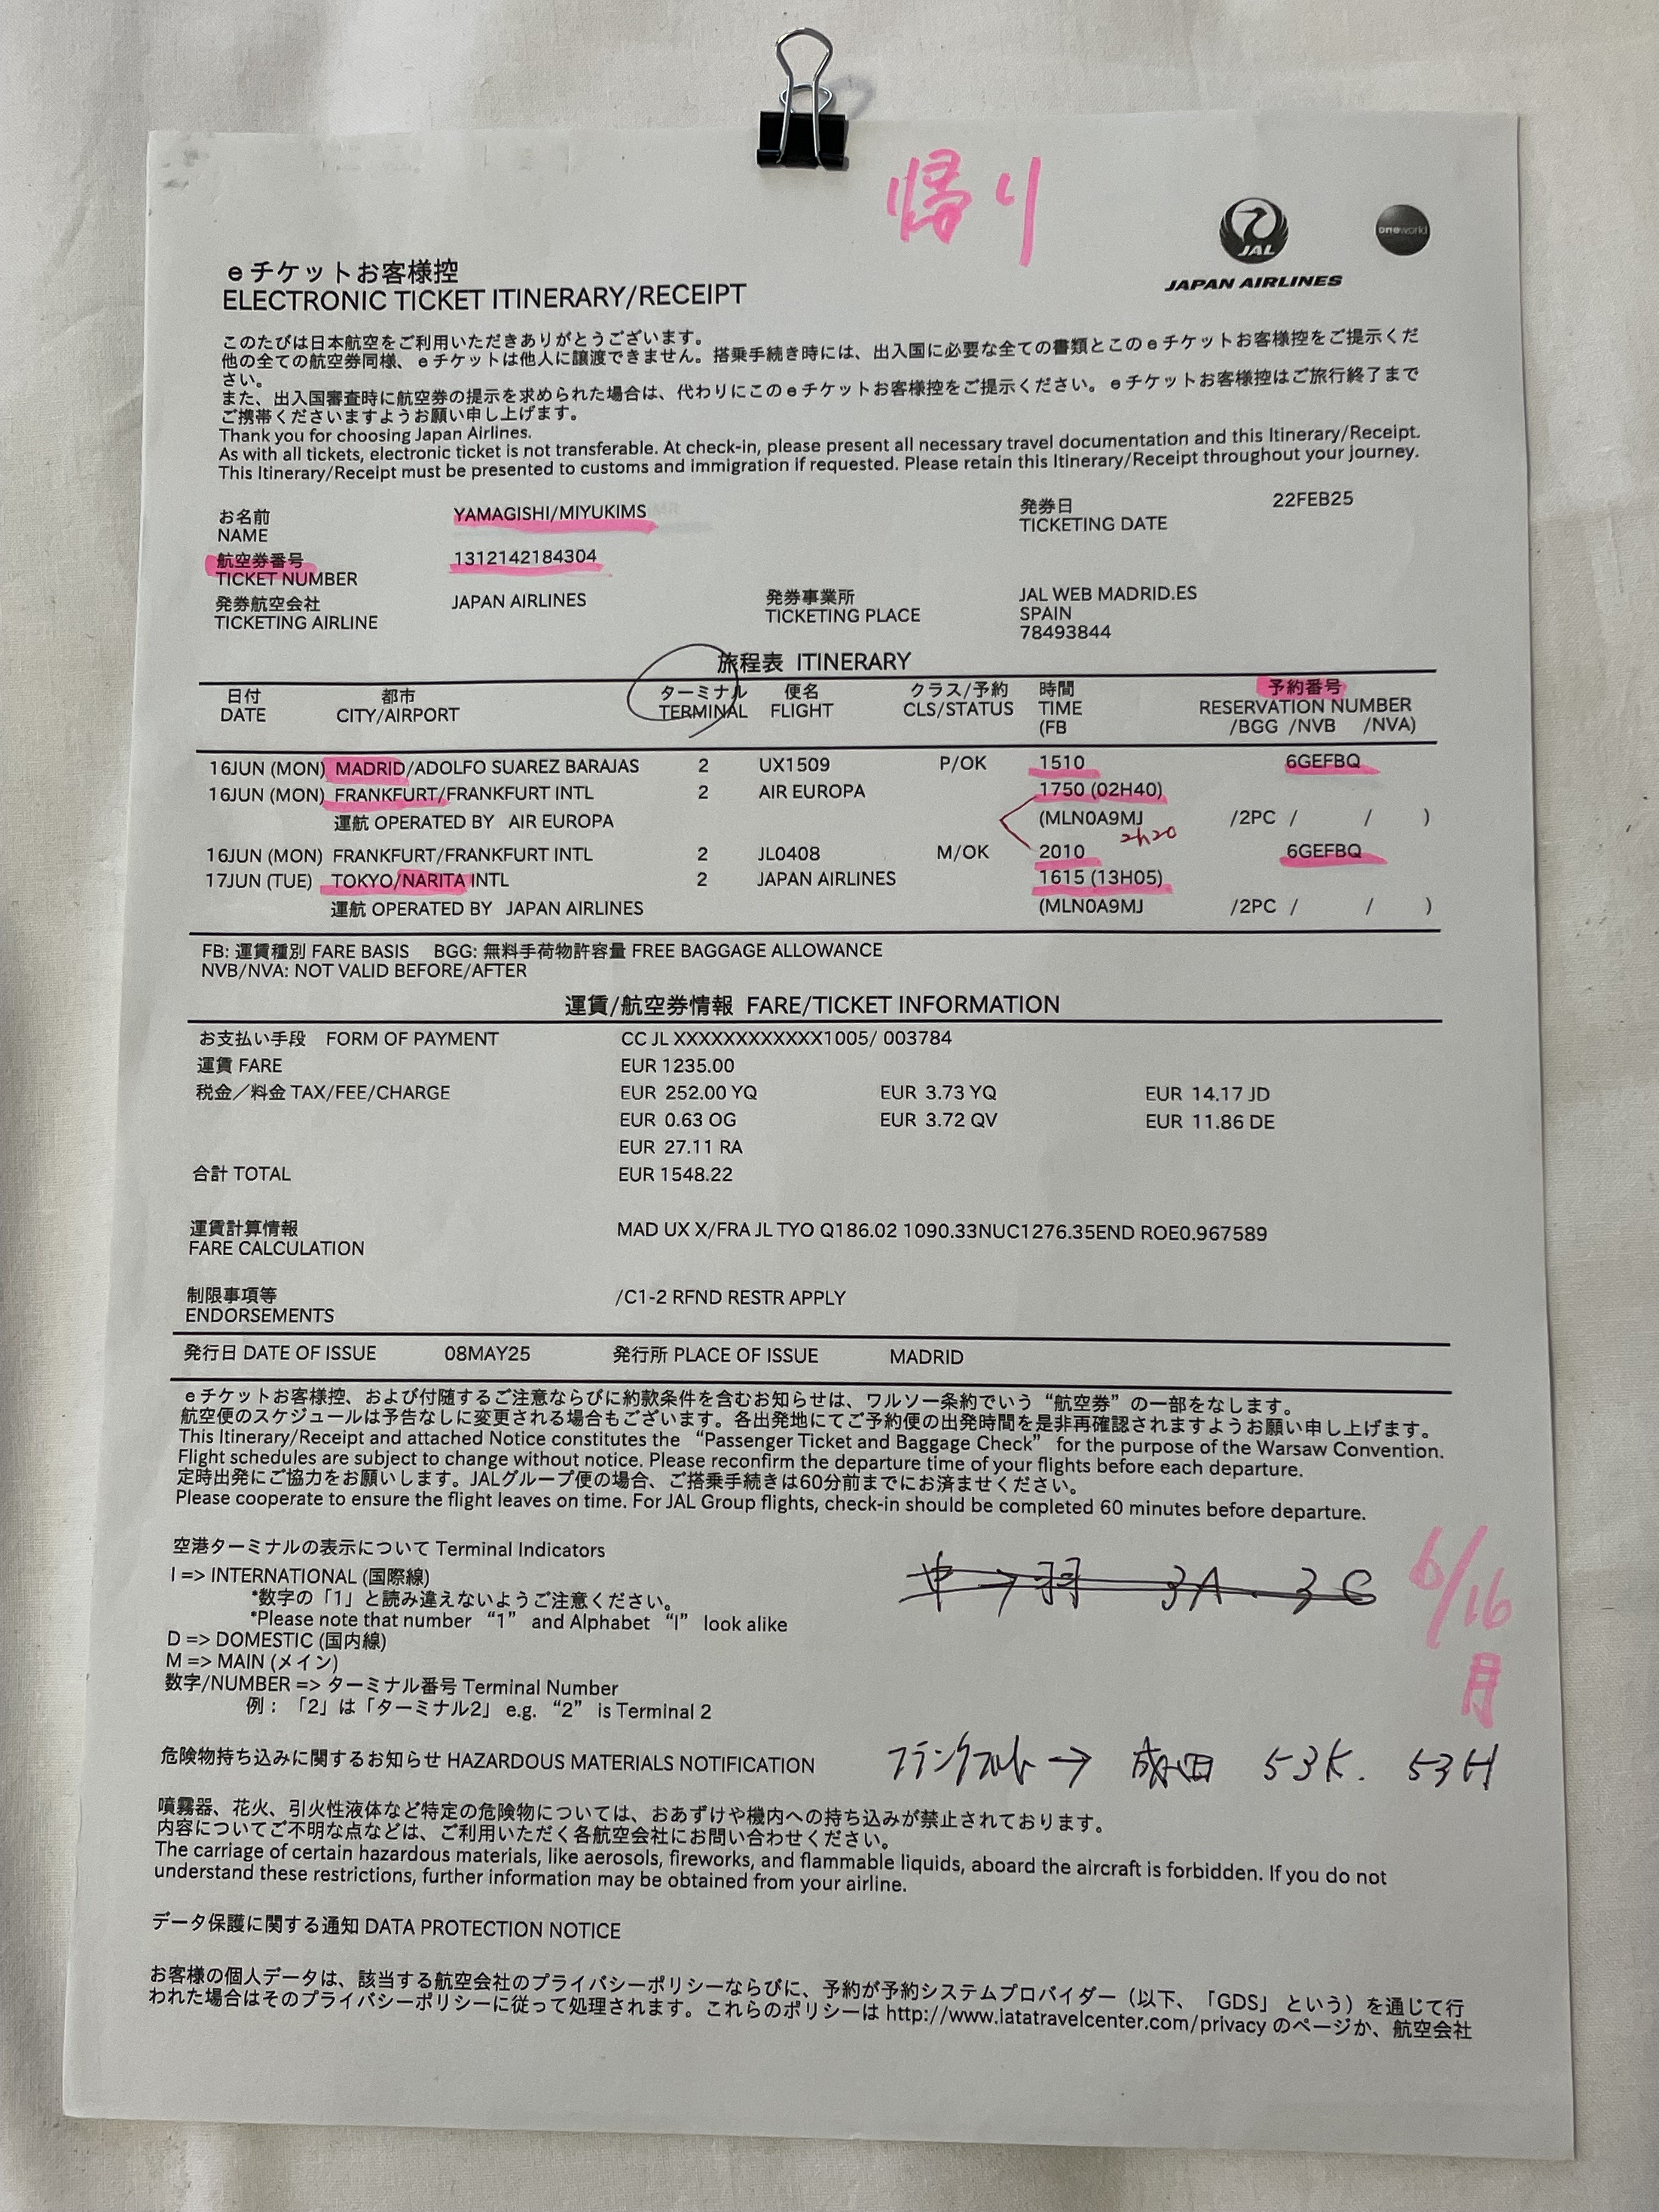 帰り
JAL
oneworld
JAPAN AIRLINES
eチケットお客様控
ELECTRONIC TICKET ITINERARY/RECEIPT
このたびは日本航空をご利用いただきありがとうございます。
他の全ての航空券同様、eチケットは他人に譲渡できません。搭乗手続き時には、出入国に必要な全ての書類とこのeチケットお客様控をご提示くだ
さい。
また、出入国審査時に航空券の提示を求められた場合は、代わりにこのeチケットお客様控をご提示ください。eチケットお客様控はご旅行終了まで
ご携帯くださいますようお願い申し上げます。
Thank you for choosing Japan Airlines.
As with all tickets, electronic ticket is not transferable. At check-in, please present all necessary travel documentation and this Itinerary/Receipt.
This Itinerary/Receipt must be presented to customs and immigration if requested. Please retain this Itinerary/Receipt throughout your journey.
お名前 YAMAGISHI/MIYUKIMS 発券日 22FEB25
NAME TICKETING DATE
航空券番号 1312142184304
TICKET NUMBER
発券航空会社 JAPAN AIRLINES 発券事業所 JAL WEB MADRID.ES
TICKETING AIRLINE TICKETING PLACE SPAIN
78493844
旅程表 ITINERARY
日付 都市 ターミナル 便名 クラス/予約 時間 予約番号
DATE CITY/AIRPORT TERMINAL FLIGHT CLS/STATUS TIME RESERVATION NUMBER
(FB /BGG /NVB /NVA)
16JUN (MON) MADRID/ADOLFO SUAREZ BARAJAS 2 UX1509 P/OK 1510 6GEFBQ
16JUN (MON) FRANKFURT/FRANKFURT INTL 2 AIR EUROPA 1750 (02H40)
運航 OPERATED BY AIR EUROPA (MLN0A9MJ /2PC / / )
2h20
16JUN (MON) FRANKFURT/FRANKFURT INTL 2 JL0408 M/OK 2010 6GEFBQ
17JUN (TUE) TOKYO/NARITA INTL 2 JAPAN AIRLINES 1615 (13H05)
運航 OPERATED BY JAPAN AIRLINES (MLN0A9MJ /2PC / / )
FB: 運賃種別 FARE BASIS BGG: 無料手荷物許容量 FREE BAGGAGE ALLOWANCE
NVB/NVA: NOT VALID BEFORE/AFTER
運賃/航空券情報 FARE/TICKET INFORMATION
お支払い手段 FORM OF PAYMENT CC JL XXXXXXXXXXXX1005/ 003784
運賃 FARE EUR 1235.00
税金／料金 TAX/FEE/CHARGE EUR 252.00 YQ EUR 3.73 YQ EUR 14.17 JD
EUR 0.63 OG EUR 3.72 QV EUR 11.86 DE
EUR 27.11 RA
合計 TOTAL EUR 1548.22
運賃計算情報 MAD UX X/FRA JL TYO Q186.02 1090.33NUC1276.35END ROE0.967589
FARE CALCULATION
制限事項等 /C1-2 RFND RESTR APPLY
ENDORSEMENTS
発行日 DATE OF ISSUE 08MAY25 発行所 PLACE OF ISSUE MADRID
eチケットお客様控、および付随するご注意ならびに約款条件を含むお知らせは、ワルソー条約でいう“航空券”の一部をなします。
航空便のスケジュールは予告なしに変更される場合もございます。各出発地にてご予約便の出発時間を是非再確認されますようお願い申し上げます。
This Itinerary/Receipt and attached Notice constitutes the “Passenger Ticket and Baggage Check” for the purpose of the Warsaw Convention.
Flight schedules are subject to change without notice. Please reconfirm the departure time of your flights before each departure.
定時出発にご協力をお願いします。JALグループ便の場合、ご搭乗手続きは60分前までにお済ませください。
Please cooperate to ensure the flight leaves on time. For JAL Group flights, check-in should be completed 60 minutes before departure.
空港ターミナルの表示について Terminal Indicators
I => INTERNATIONAL (国際線)
*数字の「1」と読み違えないようご注意ください。
*Please note that number “1” and Alphabet “I” look alike
D => DOMESTIC (国内線)
M => MAIN (メイン)
数字/NUMBER => ターミナル番号 Terminal Number
例：「2」は「ターミナル2」 e.g. “2” is Terminal 2
→羽 3A. 3C
6/16
月
危険物持ち込みに関するお知らせ HAZARDOUS MATERIALS NOTIFICATION
フランクフルト → 成田 53K. 53H
噴霧器、花火、引火性液体など特定の危険物については、おあずけや機内への持ち込みが禁止されております。
内容についてご不明な点などは、ご利用いただく各航空会社にお問い合わせください。
The carriage of certain hazardous materials, like aerosols, fireworks, and flammable liquids, aboard the aircraft is forbidden. If you do not
understand these restrictions, further information may be obtained from your airline.
データ保護に関する通知 DATA PROTECTION NOTICE
お客様の個人データは、該当する航空会社のプライバシーポリシーならびに、予約が予約システムプロバイダー（以下、「GDS」という）を通じて行
われた場合はそのプライバシーポリシーに従って処理されます。これらのポリシーは http://www.iatatravelcenter.com/privacy のページか、航空会社